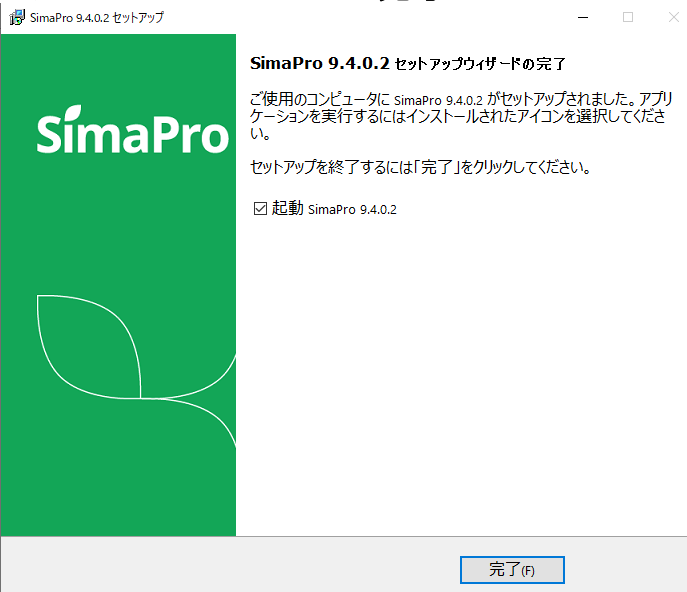 SimaPro 9.4.0.2 セットアップ
SimaPro
SimaPro 9.4.0.2 セットアップウィザードの完了
ご使用のコンピュータに SimaPro 9.4.0.2 がセットアップされました。アプリ
ケーションを実行するにはインストールされたアイコンを選択してくださ
い。
セットアップを終了するには「完了」をクリックしてください。
起動 SimaPro 9.4.0.2
完了(F)